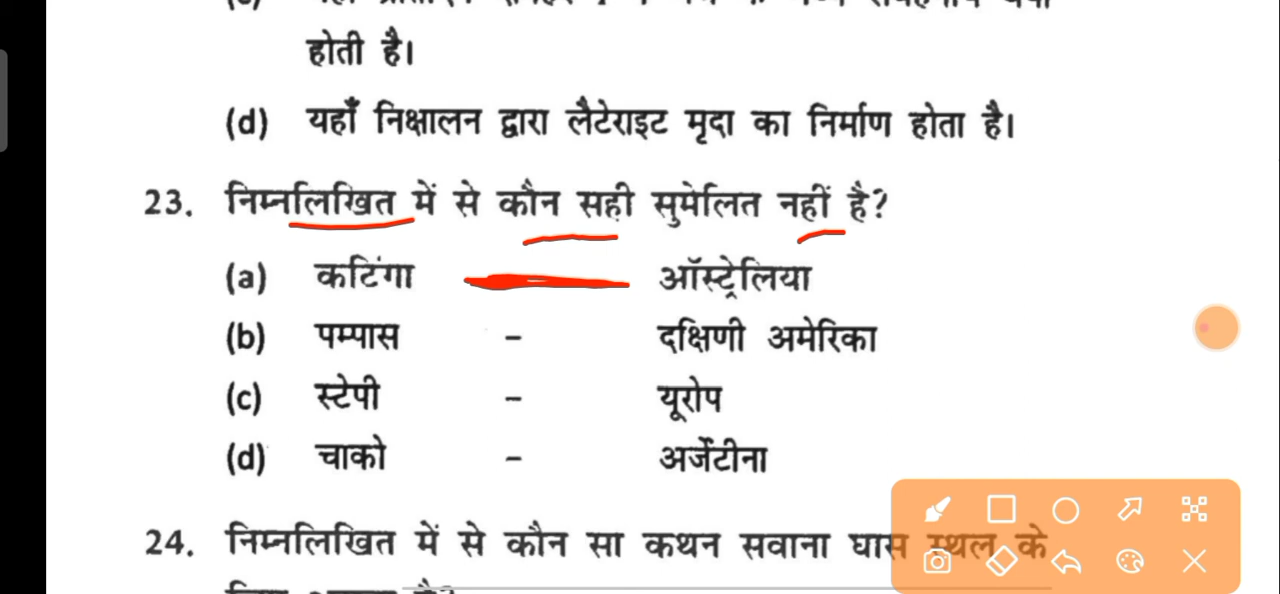 होती है।
(d) यहाँ निक्षालन द्वारा लैटेराइट मृदा का निर्माण होता है।
23. निम्नलिखित में से कौन सही सुमेलित नहीं है?
(a) कटिंगा ऑस्ट्रेलिया
(b) पम्पास - दक्षिणी अमेरिका
(c) स्टेपी - यूरोप
(d) चाको - अर्जेंटीना
24. निम्नलिखित में से कौन सा कथन सवाना घास स्थल के